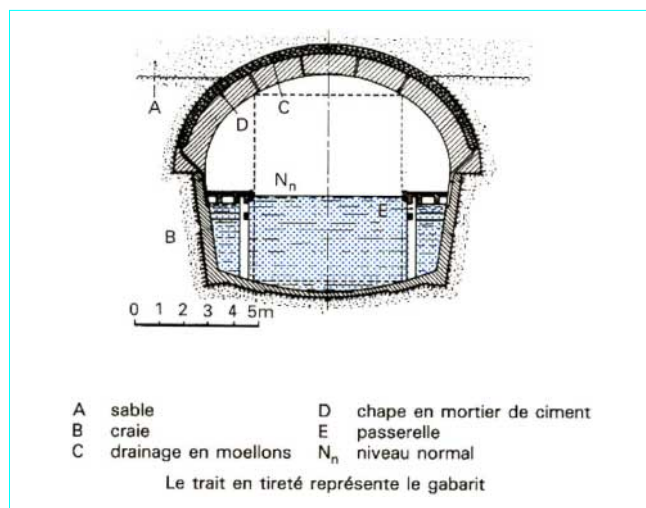 A
D
C
Nn
E
B
0 1 2 3 4 5m
A sable
B craie
C drainage en moellons
D chape en mortier de ciment
E passerelle
Nn niveau normal
Le trait en tireté représente le gabarit